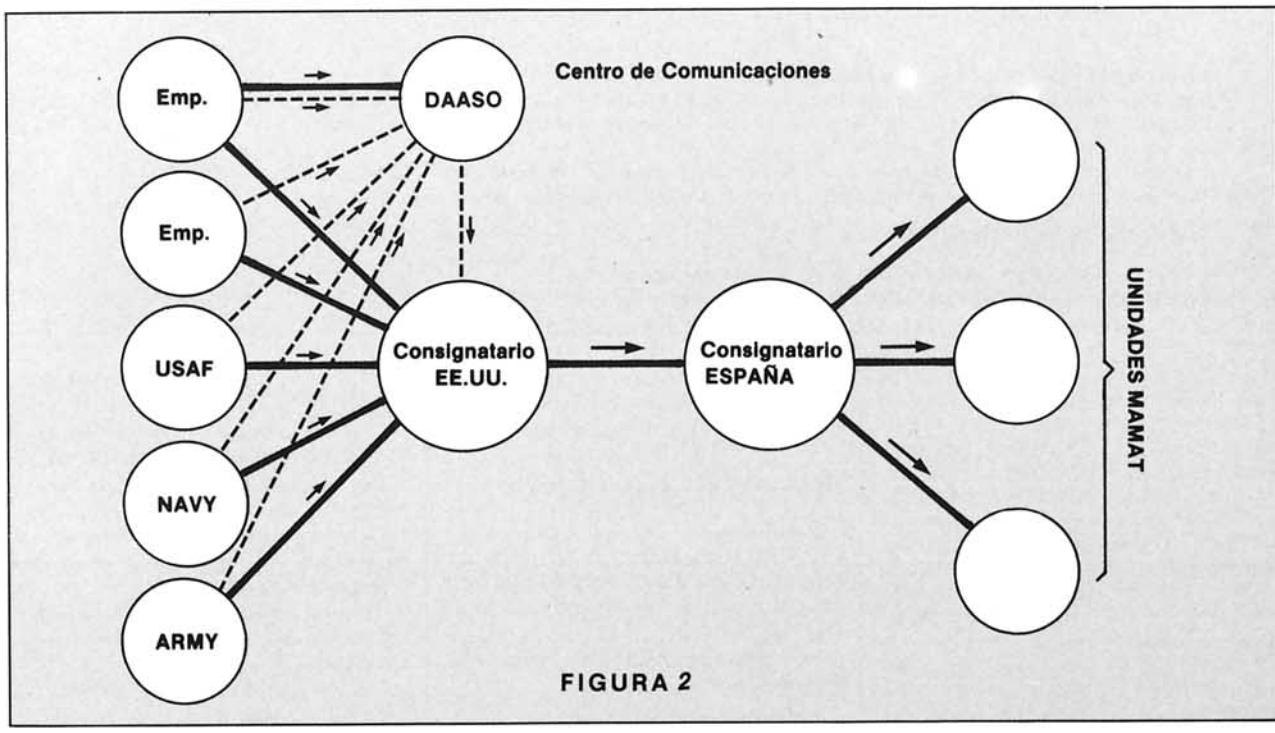 Emp.
DAASO
Centro de Comunicaciones
Emp.
USAF
Consignatario
EE.UU.
Consignatario
ESPAÑA
UNIDADES MAMAT
NAVY
ARMY
FIGURA 2